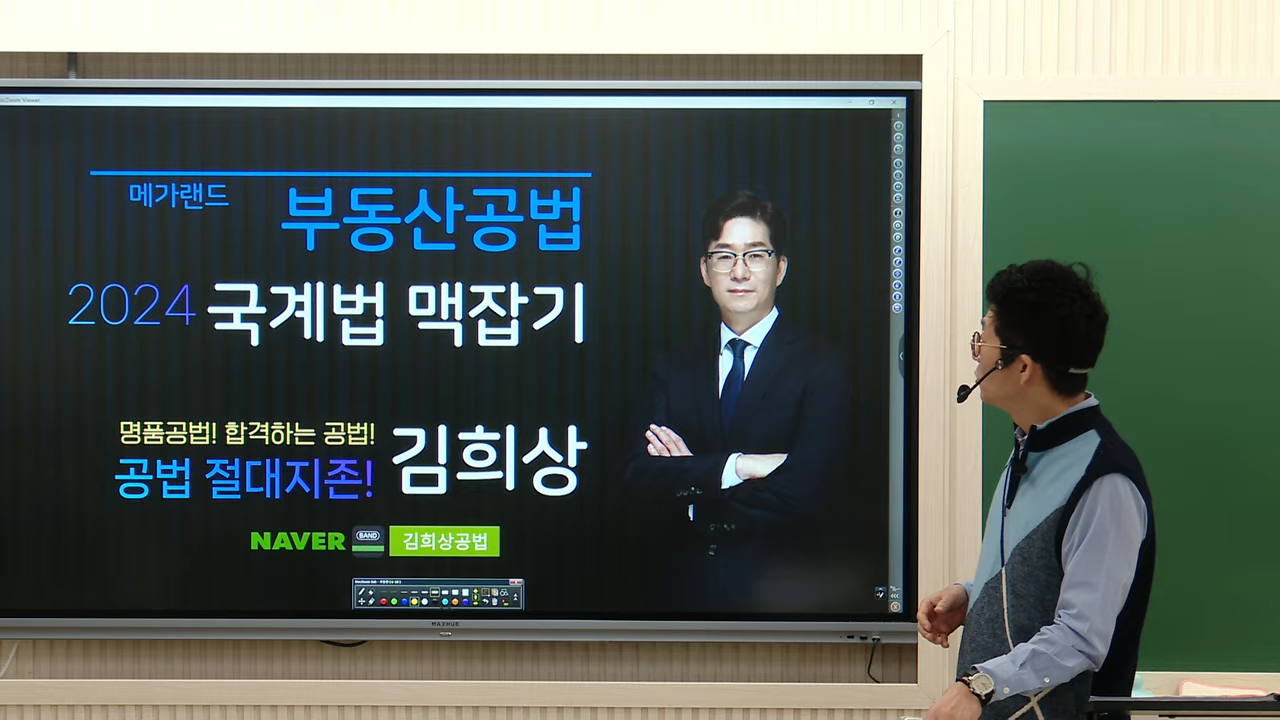 메가랜드 부동산공법
2024 국계법 맥잡기
명품공법! 합격하는 공법!
공법 절대지존! 김희상
NAVER BAND 김희상공법
MAXHUB